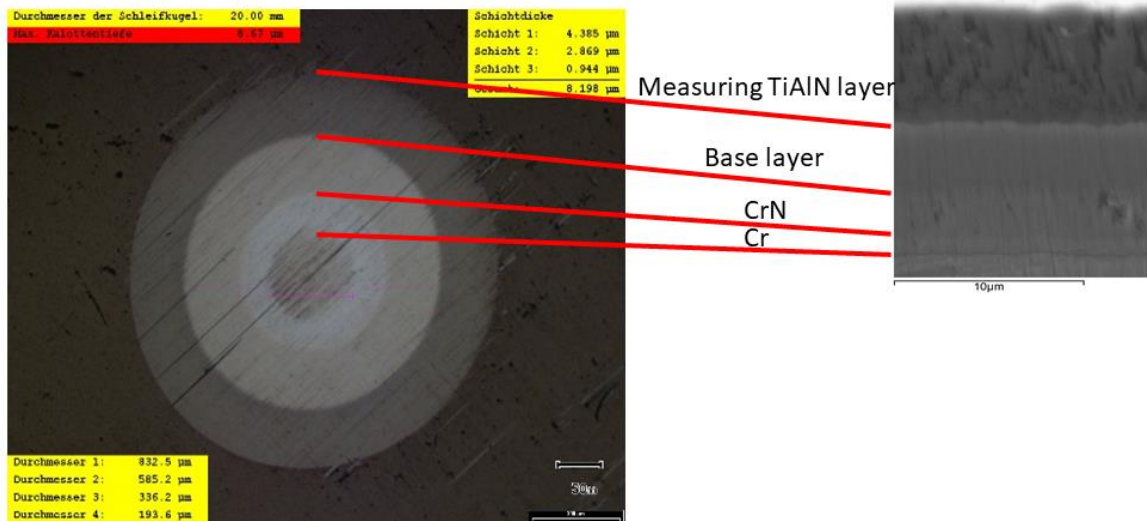 Durchmesser der Schleifkugel: 20.00 mm
Max. Kalottentiefe 8.67 µm
Schichtdicke
Schicht 1: 4.385 µm
Schicht 2: 2.869 µm
Schicht 3: 0.944 µm
Gesamt: 8.198 µm
Measuring TiAlN layer
Base layer
CrN
Cr
10µm
Durchmesser 1: 832.5 µm
Durchmesser 2: 585.2 µm
Durchmesser 3: 336.2 µm
Durchmesser 4: 193.6 µm